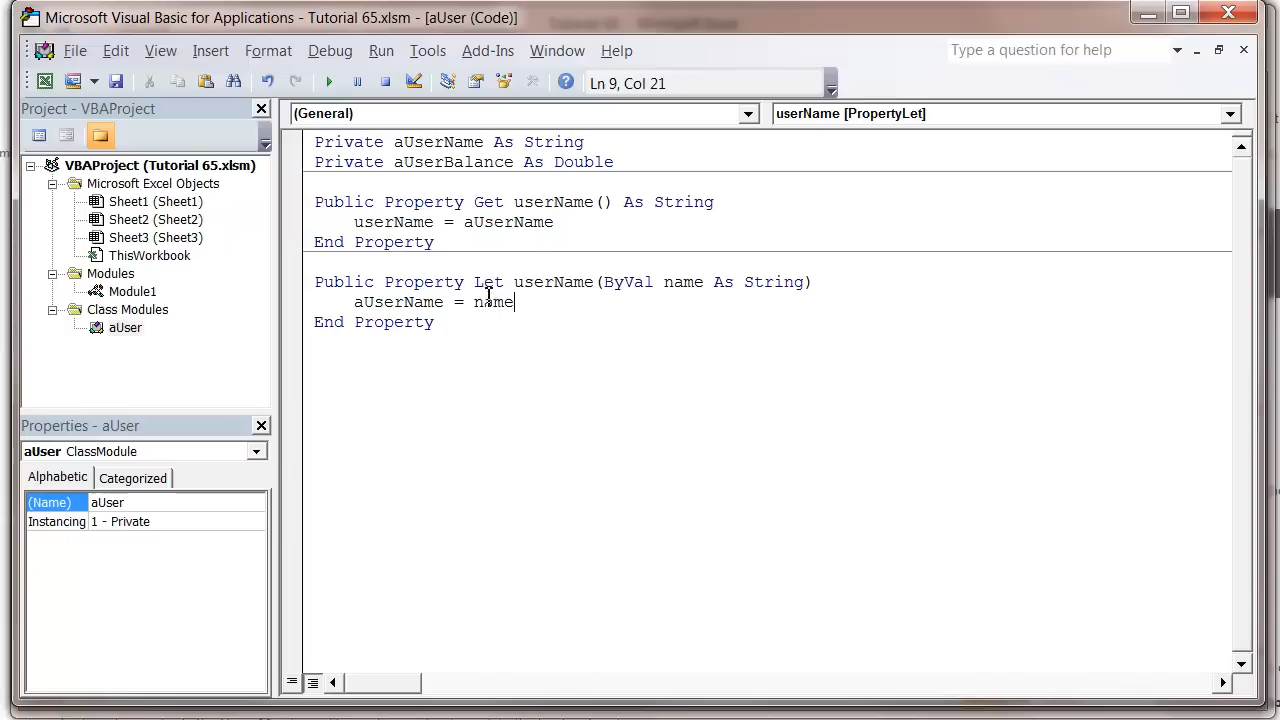 Microsoft Visual Basic for Applications - Tutorial 65.xlsm - [aUser (Code)]
File Edit View Insert Format Debug Run Tools Add-Ins Window Help
Type a question for help
Ln 9, Col 21
Project - VBAProject
VBAProject (Tutorial 65.xlsm)
Microsoft Excel Objects
Sheet1 (Sheet1)
Sheet2 (Sheet2)
Sheet3 (Sheet3)
ThisWorkbook
Modules
Module1
Class Modules
aUser
Properties - aUser
aUser ClassModule
Alphabetic Categorized
(Name) aUser
Instancing 1 - Private
(General) userName [PropertyLet]
Private aUserName As String
Private aUserBalance As Double
Public Property Get userName() As String
userName = aUserName
End Property
Public Property Let userName(ByVal name As String)
aUserName = name
End Property